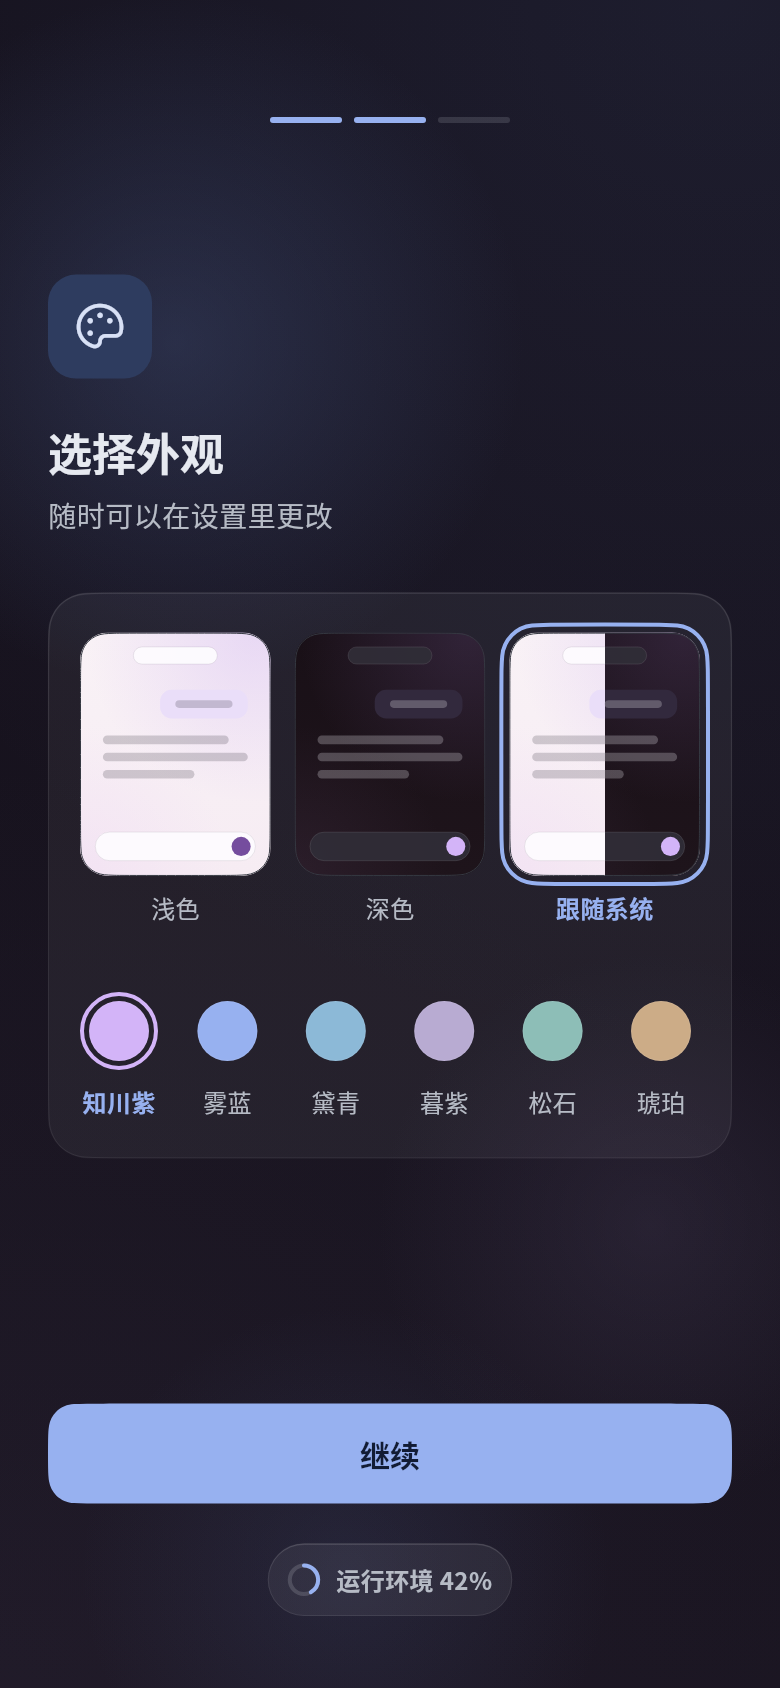 选择外观
随时可以在设置里更改
浅色 深色 跟随系统
知川紫 雾蓝 黛青 暮紫 松石 琥珀
继续
运行环境 42%